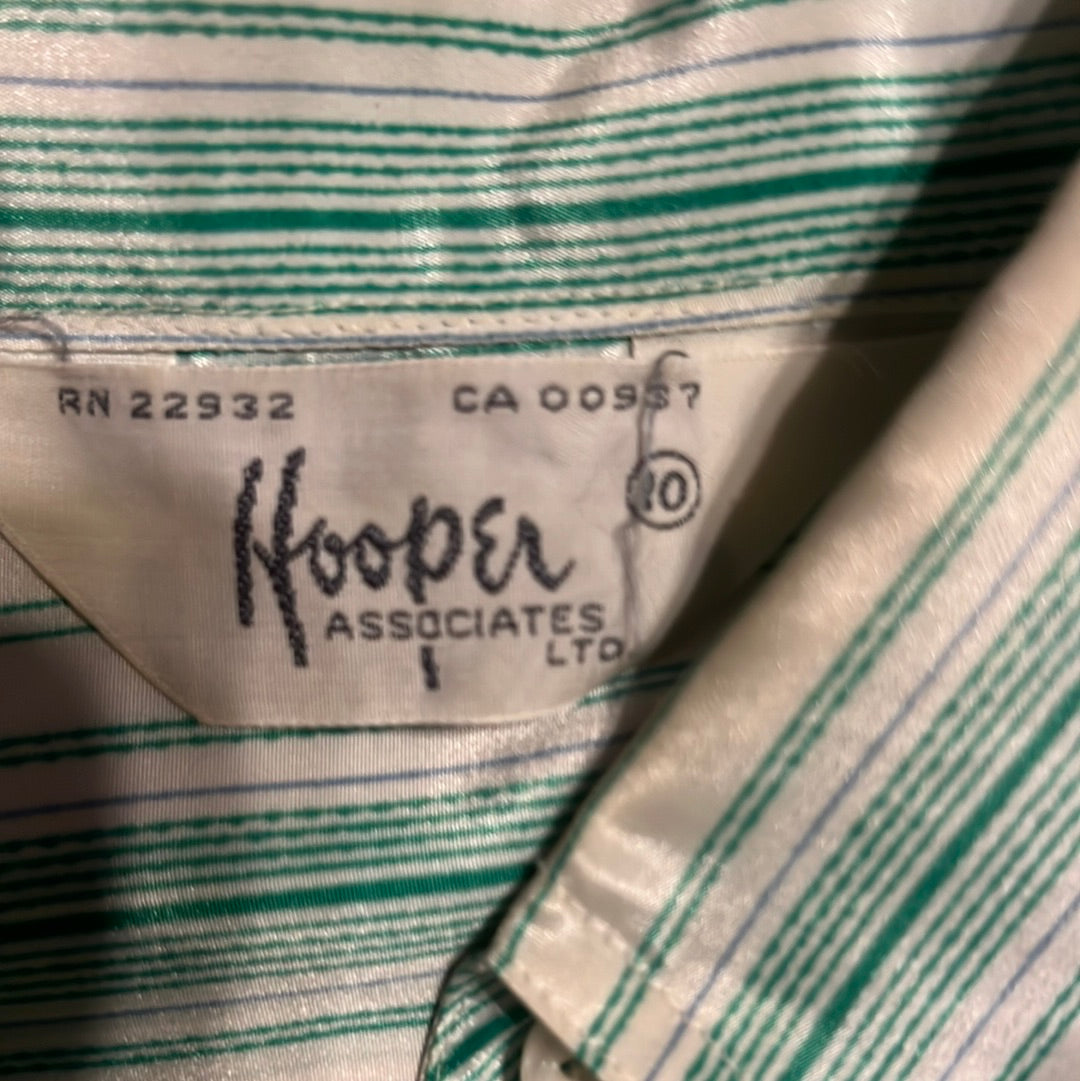 RN 22932 CA 00937
10
Hooper
ASSOCIATES
LTD.